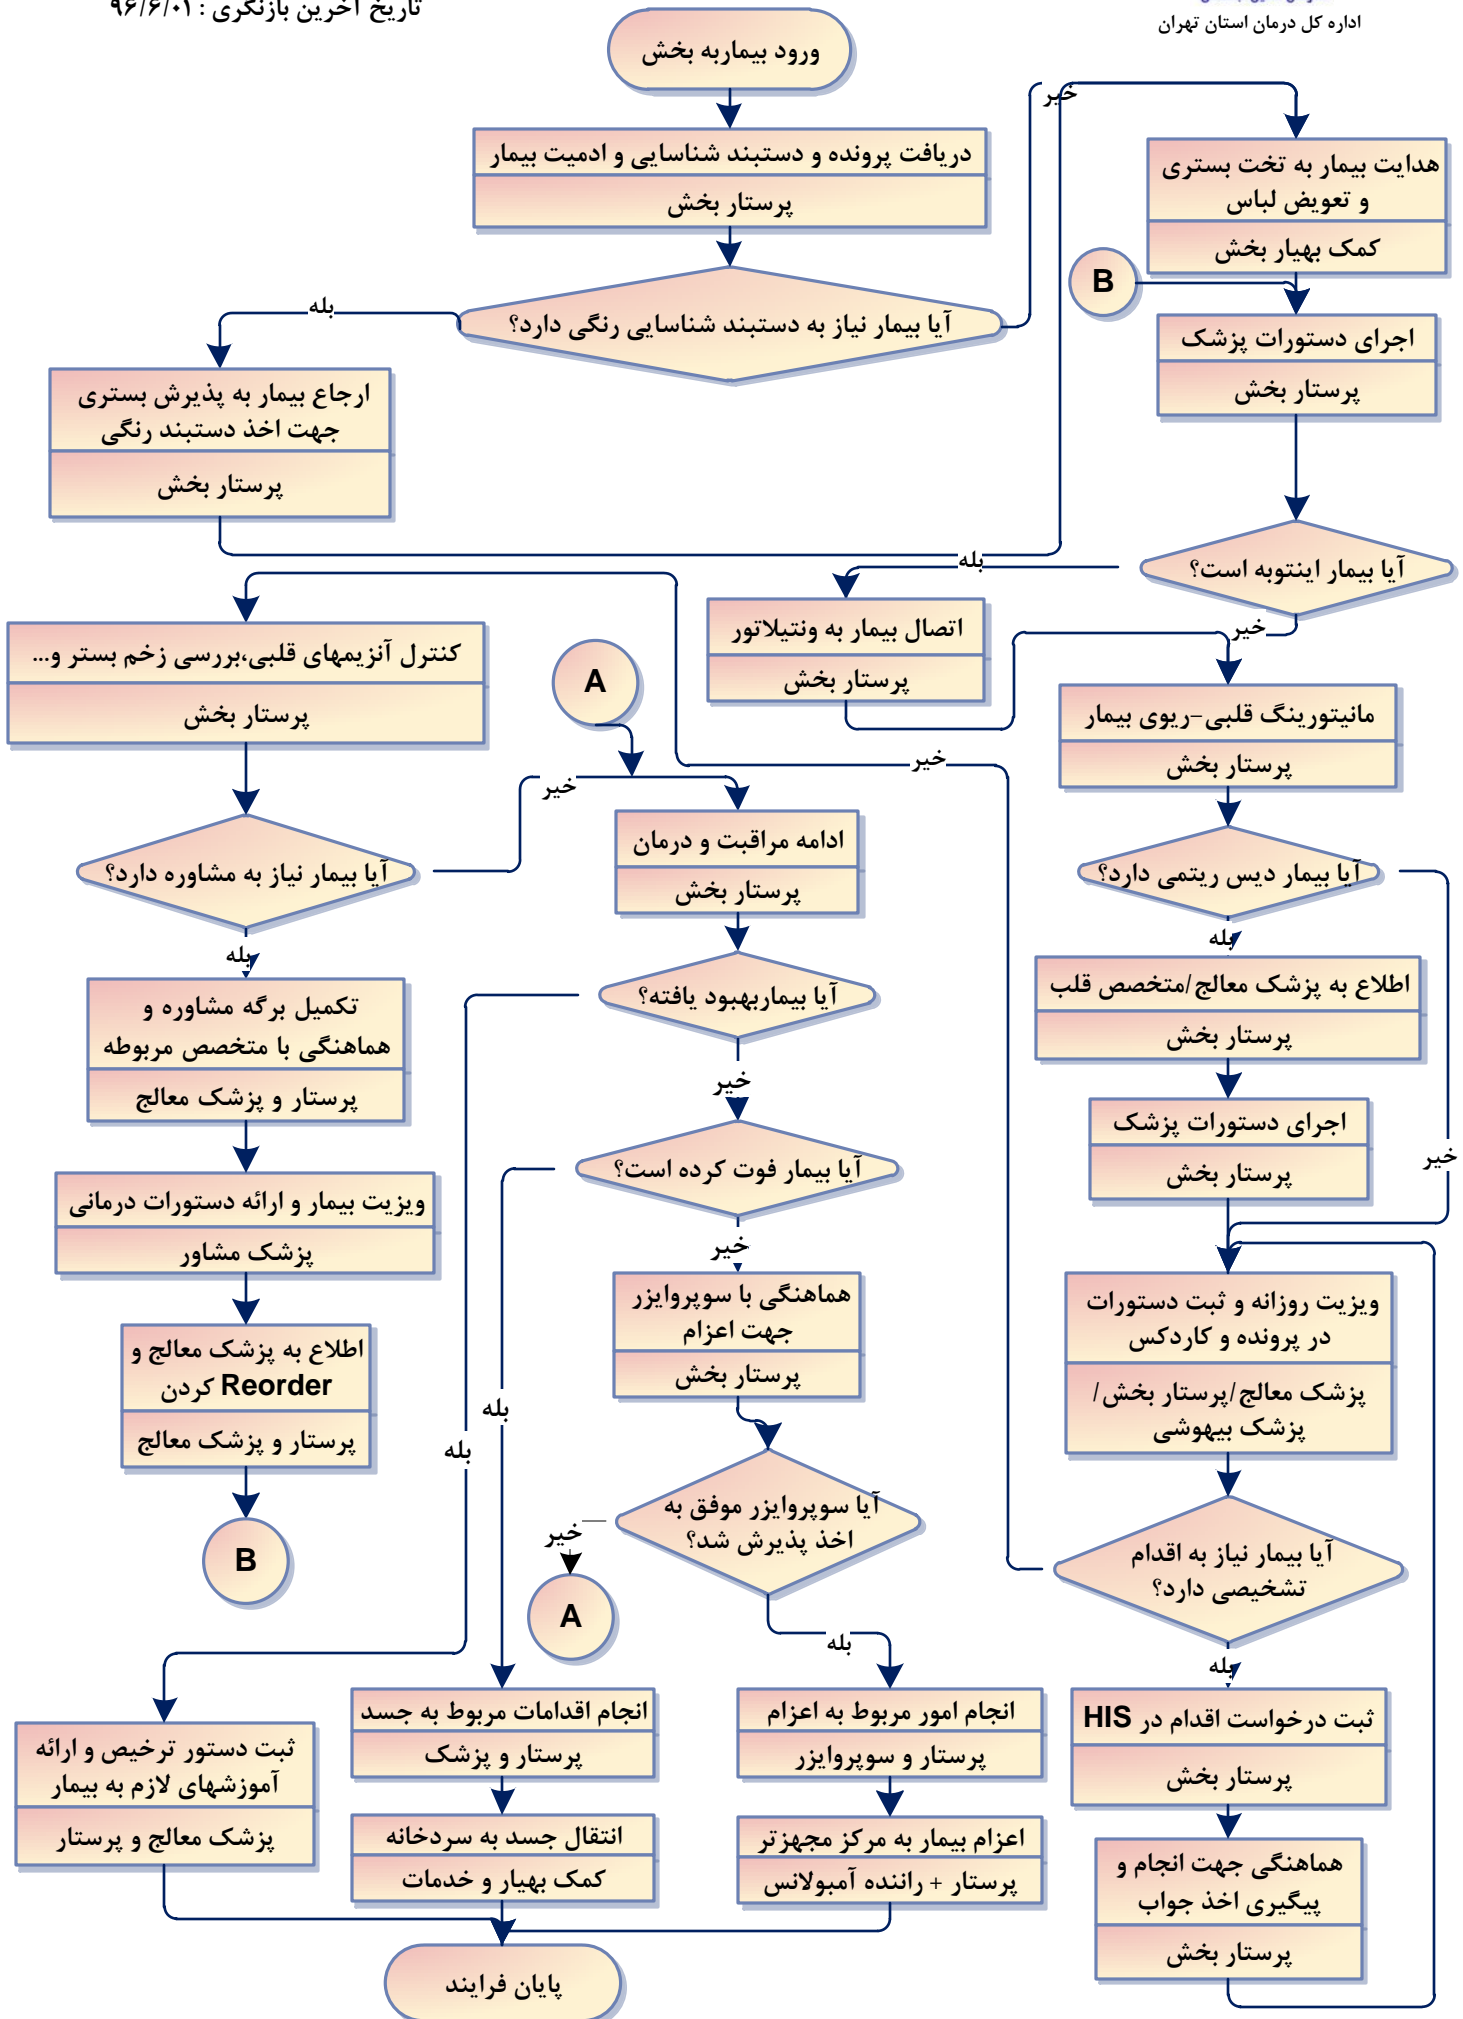 تاریخ آخرین بازنگری : ۹۶/۶/۰۱
اداره کل درمان استان تهران
ورود بیماربه بخش
دریافت پرونده و دستبند شناسایی و ادمیت بیمار
پرستار بخش
آیا بیمار نیاز به دستبند شناسایی رنگی دارد؟
بله
خیر
ارجاع بیمار به پذیرش بستری
جهت اخذ دستبند رنگی
پرستار بخش
هدایت بیمار به تخت بستری
و تعویض لباس
کمک بهیار بخش
B
اجرای دستورات پزشک
پرستار بخش
آیا بیمار اینتوبه است؟
بله
خیر
اتصال بیمار به ونتیلاتور
پرستار بخش
مانیتورینگ قلبی-ریوی بیمار
پرستار بخش
آیا بیمار دیس ریتمی دارد؟
بله
خیر
اطلاع به پزشک معالج/متخصص قلب
پرستار بخش
اجرای دستورات پزشک
پرستار بخش
ویزیت روزانه و ثبت دستورات
در پرونده و کاردکس
پزشک معالج/پرستار بخش/
پزشک بیهوشی
آیا بیمار نیاز به اقدام
تشخیصی دارد؟
بله
خیر
ثبت درخواست اقدام در HIS
پرستار بخش
هماهنگی جهت انجام و
پیگیری اخذ جواب
پرستار بخش
کنترل آنزیمهای قلبی،بررسی زخم بستر و...
پرستار بخش
آیا بیمار نیاز به مشاوره دارد؟
بله
خیر
تکمیل برگه مشاوره و
هماهنگی با متخصص مربوطه
پرستار و پزشک معالج
ویزیت بیمار و ارائه دستورات درمانی
پزشک مشاور
اطلاع به پزشک معالج و
Reorder کردن
پرستار و پزشک معالج
B
A
ادامه مراقبت و درمان
پرستار بخش
آیا بیماربهبود یافته؟
بله
خیر
آیا بیمار فوت کرده است؟
بله
خیر
هماهنگی با سوپروایزر
جهت اعزام
پرستار بخش
آیا سوپروایزر موفق به
اخذ پذیرش شد؟
خیر
A
بله
انجام امور مربوط به اعزام
پرستار و سوپروایزر
اعزام بیمار به مرکز مجهزتر
پرستار + راننده آمبولانس
انجام اقدامات مربوط به جسد
پرستار و پزشک
انتقال جسد به سردخانه
کمک بهیار و خدمات
ثبت دستور ترخیص و ارائه
آموزشهای لازم به بیمار
پزشک معالج و پرستار
پایان فرایند